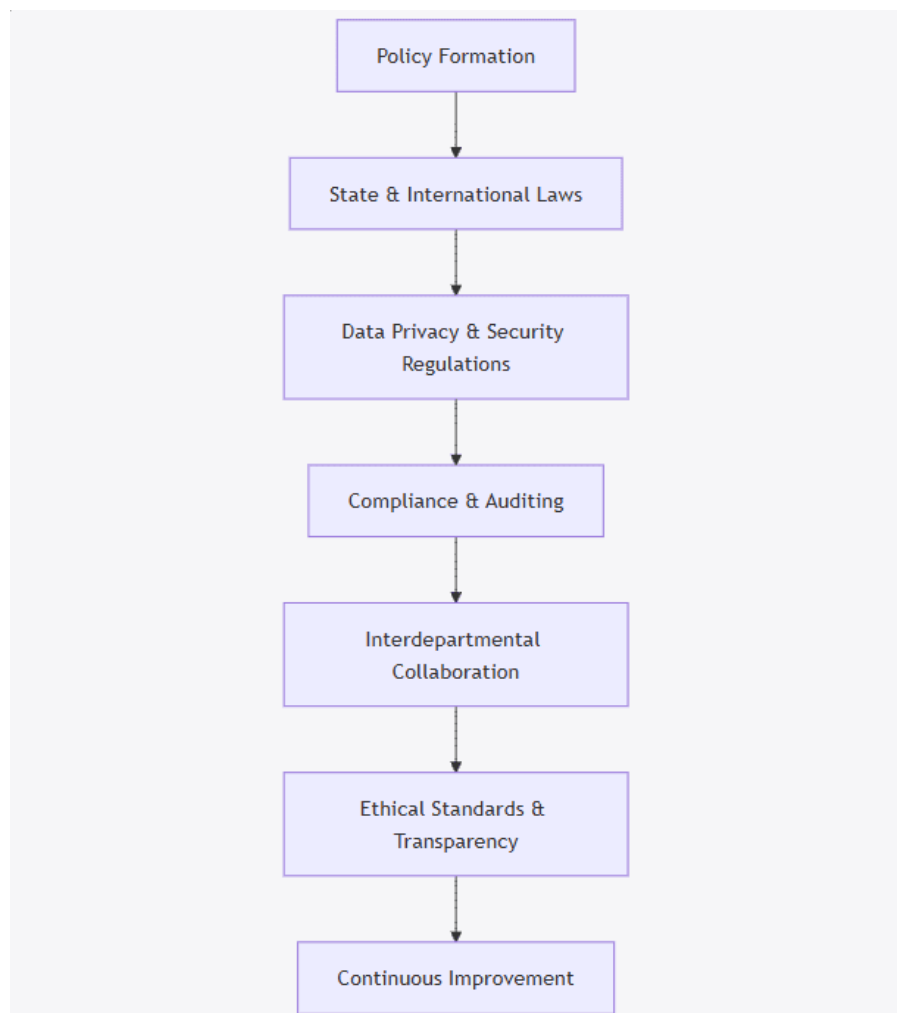 Policy Formation
State & International Laws
Data Privacy & Security
Regulations
Compliance & Auditing
Interdepartmental
Collaboration
Ethical Standards &
Transparency
Continuous Improvement